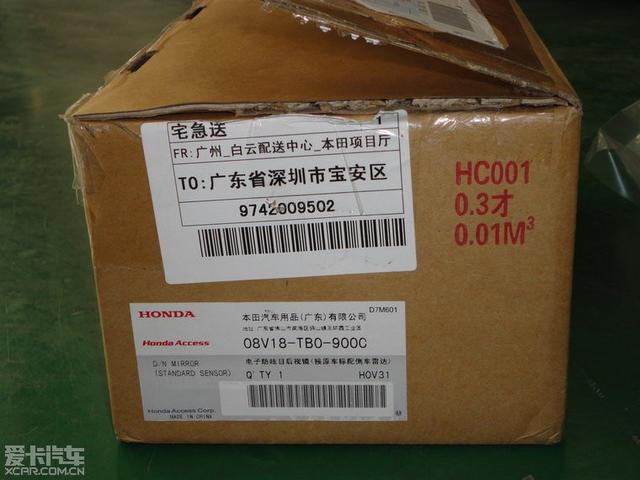 宅急送
1
FR:广州_白云配送中心_本田项目厅
TO:广东省深圳市宝安区
9742009502
HC001
0.3才
0.01M³
HONDA
本田汽车用品(广东)有限公司
D7M601
Honda Access
08V18-TB0-900C
D/N MIRROR
(STANDARD SENSOR)
电子防眩目后视镜(接源车标配倒车雷达)
Q'TY 1
H0V31
Honda Access Corp.
MADE IN CHINA
爱卡汽车
XCAR.COM.CN